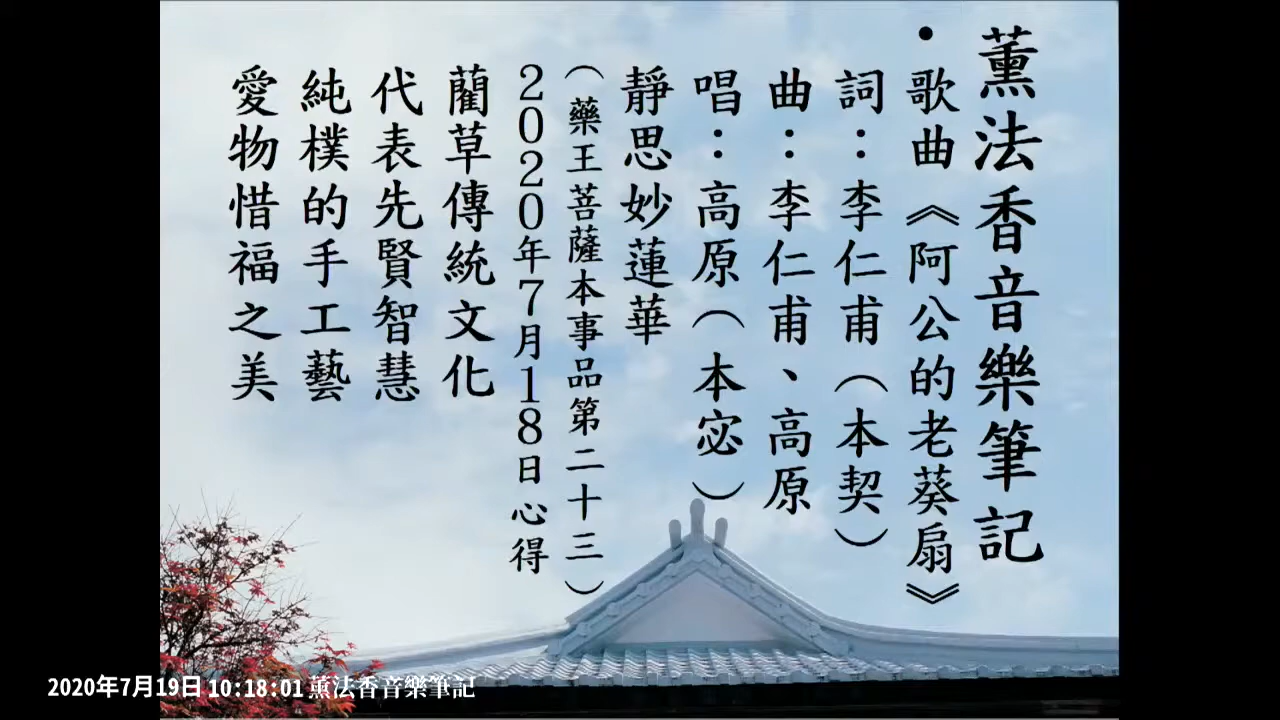 薰法香音樂筆記
•歌曲《阿公的老葵扇》
詞：李仁甫（本契）
曲：李仁甫、高原
唱：高原（本宓）
靜思妙蓮華
（藥王菩薩本事品第二十三）
2020年7月18日心得
藺草傳統文化
代表先賢智慧
純樸的手工藝
愛物惜福之美
2020年7月19日 10:18:01 薰法香音樂筆記